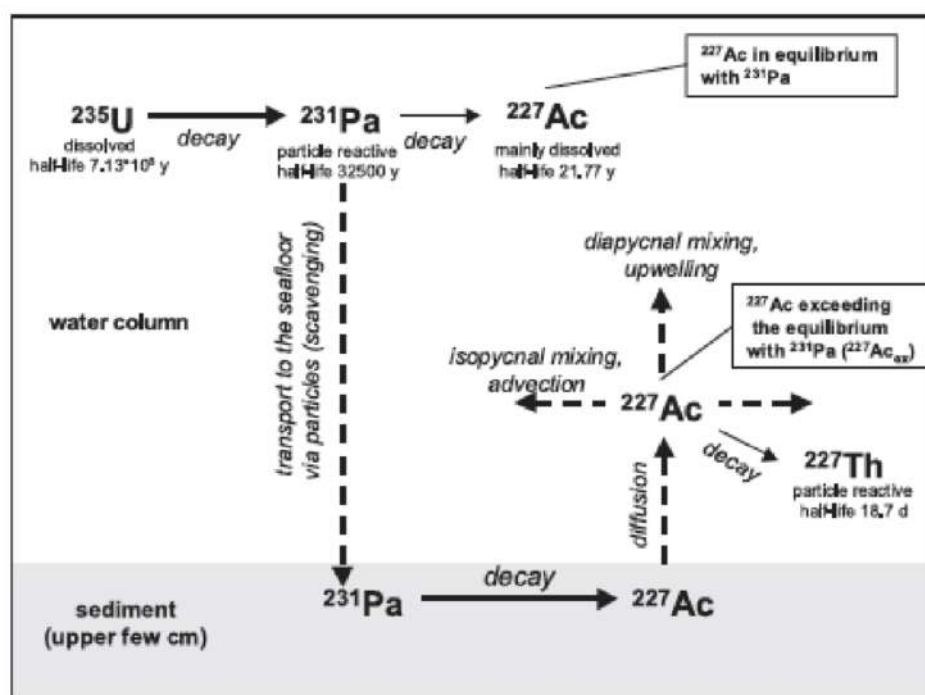 ²²⁷Ac in equilibrium
with ²³¹Pa
²³⁵U
dissolved
half-life 7.13*10⁸ y
decay
²³¹Pa
particle reactive
half-life 32500 y
decay
²²⁷Ac
mainly dissolved
half-life 21.77 y
transport to the seafloor
via particles (scavenging)
water column
diapycnal mixing,
upwelling
²²⁷Ac exceeding
the equilibrium
with ²³¹Pa (²²⁷Acₑₓ)
isopycnal mixing,
advection
²²⁷Ac
decay
²²⁷Th
particle reactive
half-life 18.7 d
diffusion
sediment
(upper few cm)
²³¹Pa
decay
²²⁷Ac